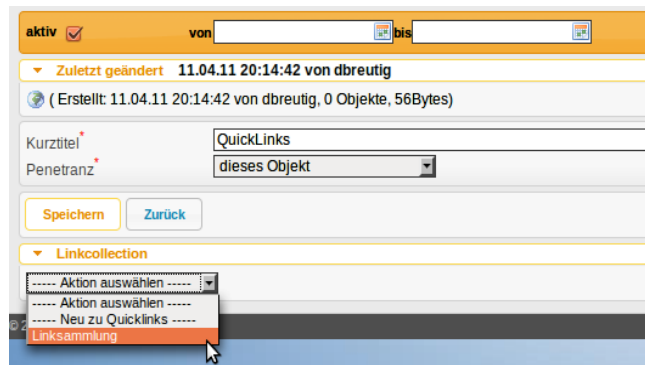 aktiv von bis
Zuletzt geändert 11.04.11 20:14:42 von dbreutig
( Erstellt: 11.04.11 20:14:42 von dbreutig, 0 Objekte, 56Bytes)
Kurztitel* QuickLinks
Penetranz* dieses Objekt
Speichern Zurück
Linkcollection
----- Aktion auswählen -----
----- Aktion auswählen -----
----- Neu zu Quicklinks -----
Linksammlung